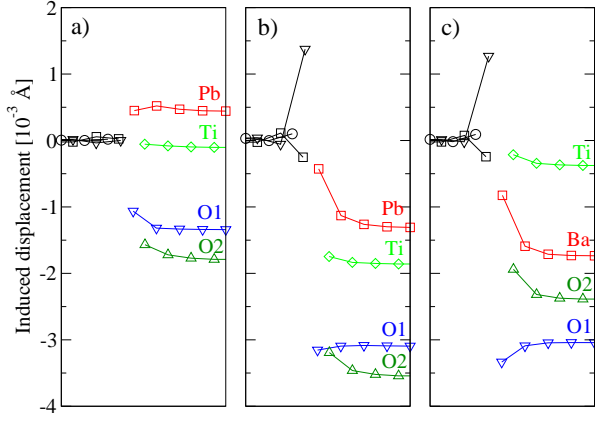 Induced displacement [10⁻³ Å]
2
1
0
-1
-2
-3
-4
a)
Pb
Ti
O1
O2
b)
Pb
Ti
O1
O2
c)
Ti
Ba
O2
O1